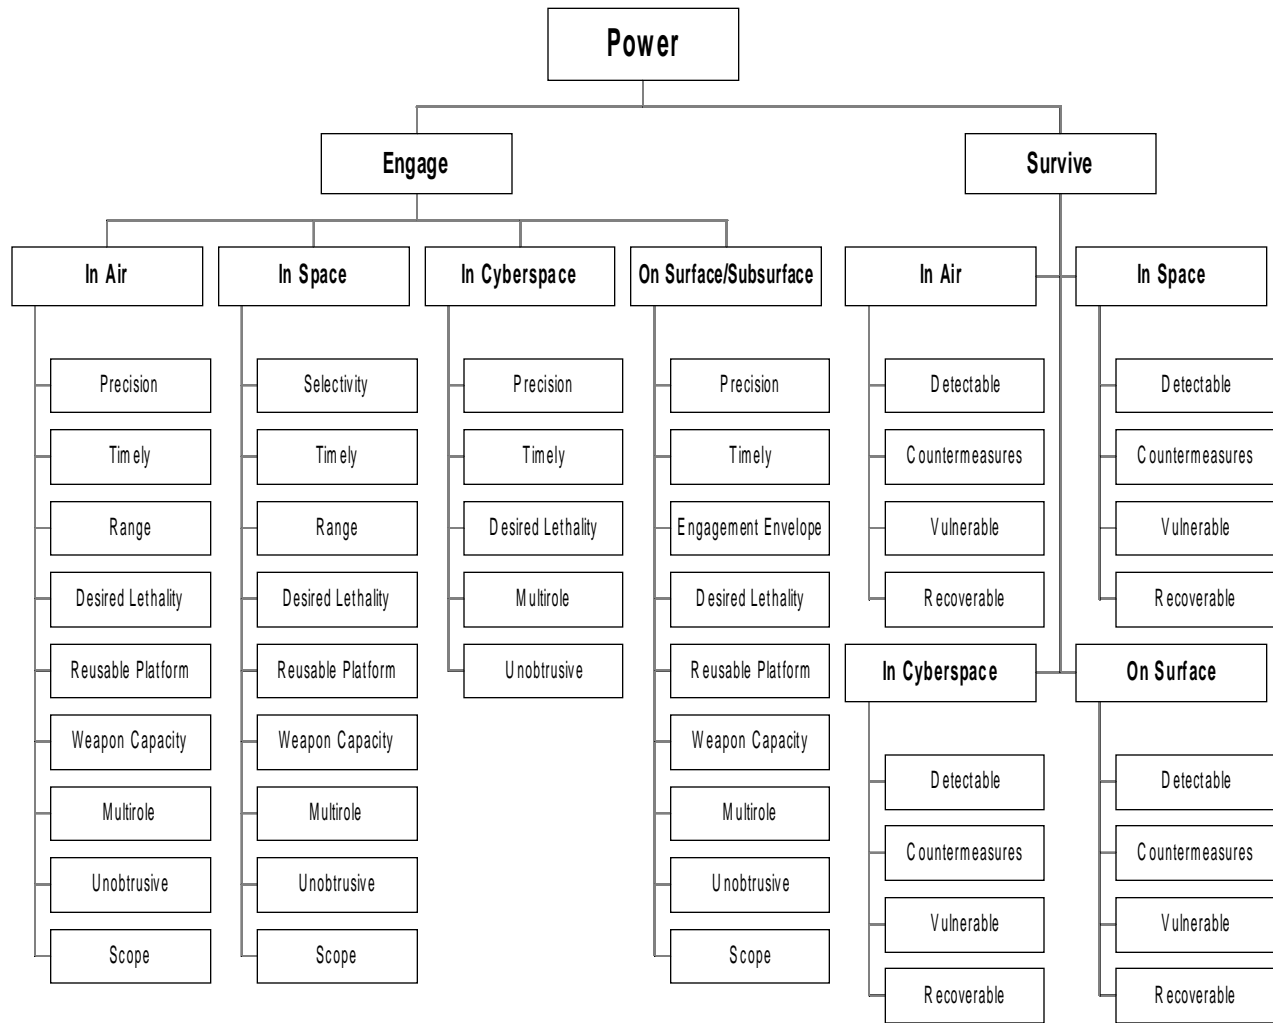 Power
Engage
Survive
In Air
In Space
In Cyberspace
On Surface/Subsurface
In Air
In Space
Precision
Timely
Range
Desired Lethality
Reusable Platform
Weapon Capacity
Multirole
Unobtrusive
Scope
Selectivity
Timely
Range
Desired Lethality
Reusable Platform
Weapon Capacity
Multirole
Unobtrusive
Scope
Precision
Timely
Desired Lethality
Multirole
Unobtrusive
Precision
Timely
Engagement Envelope
Desired Lethality
Reusable Platform
Weapon Capacity
Multirole
Unobtrusive
Scope
Detectable
Countermeasures
Vulnerable
Recoverable
Detectable
Countermeasures
Vulnerable
Recoverable
In Cyberspace
On Surface
Detectable
Countermeasures
Vulnerable
Recoverable
Detectable
Countermeasures
Vulnerable
Recoverable